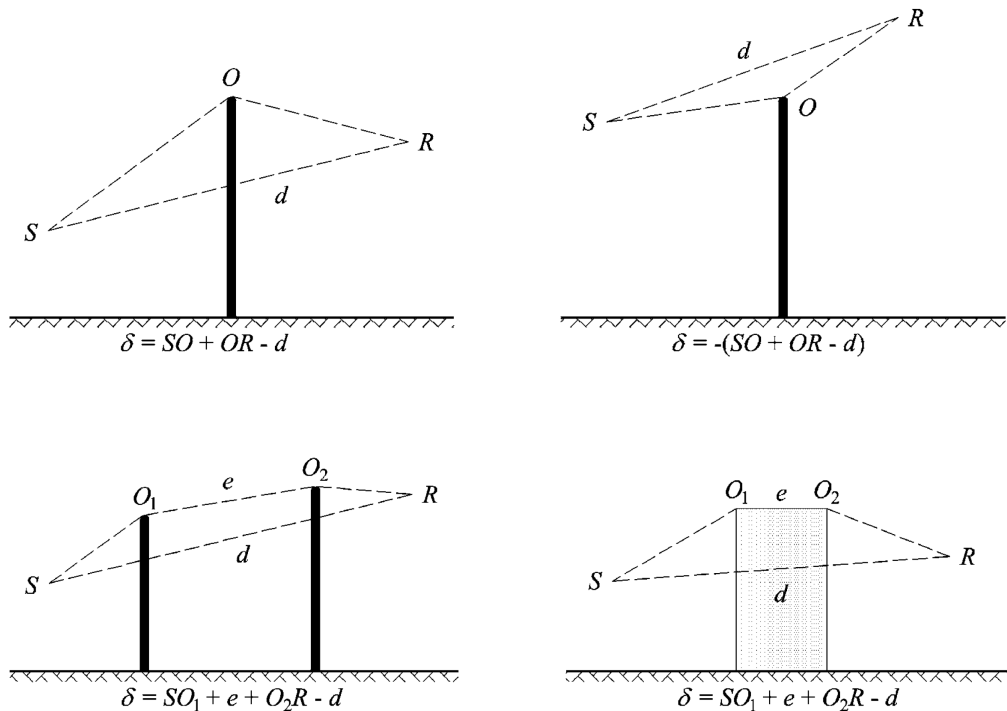 O
S
R
d
δ = SO + OR - d
R
d
S
O
δ = -(SO + OR - d)
O₁
e
O₂
R
d
S
δ = SO₁ + e + O₂R - d
O₁
e
O₂
R
S
d
δ = SO₁ + e + O₂R - d